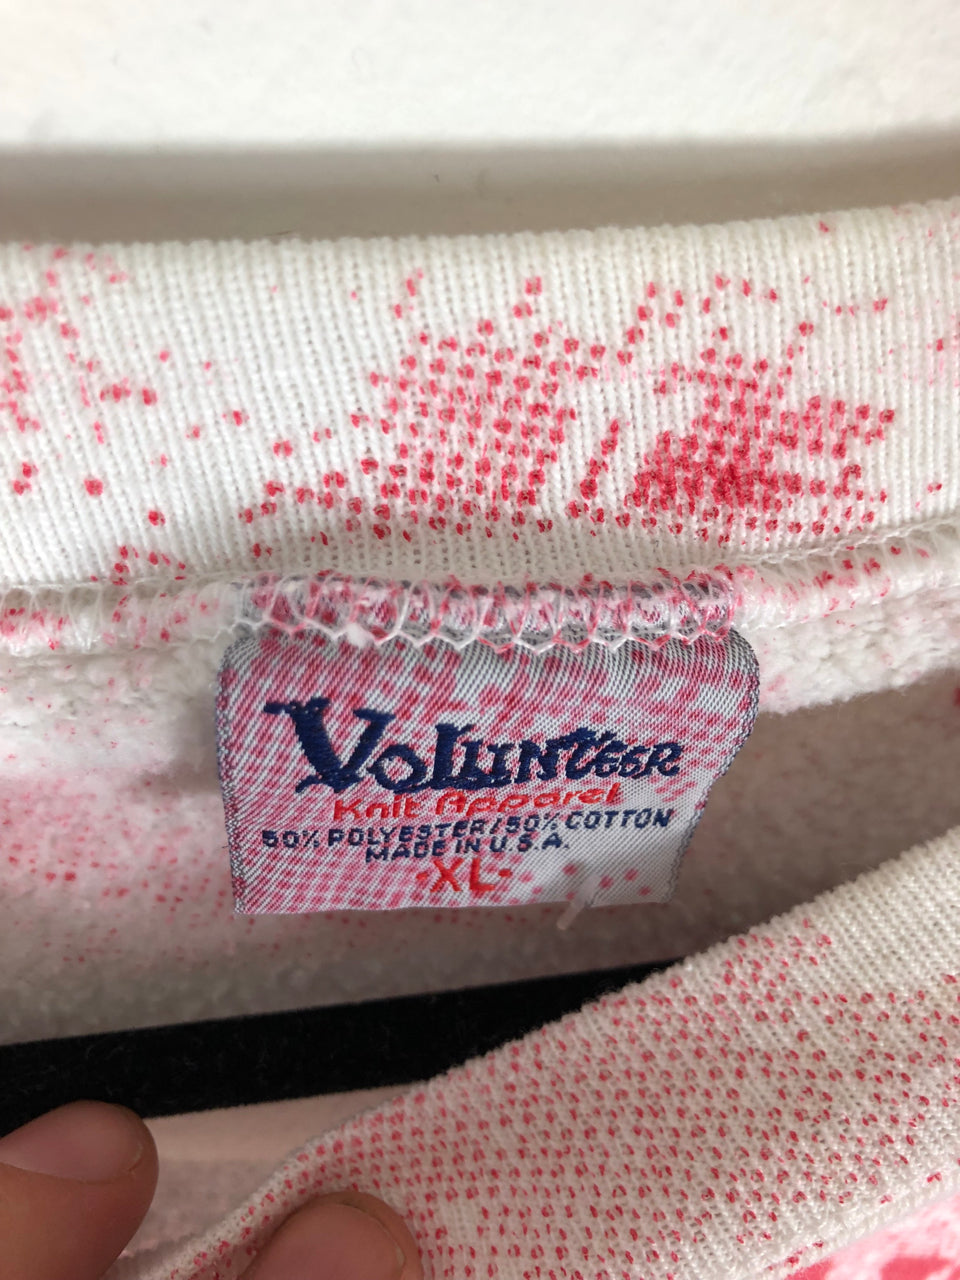 Volunteer
Knit Apparel
50% POLYESTER/50% COTTON
MADE IN U.S.A.
·XL·